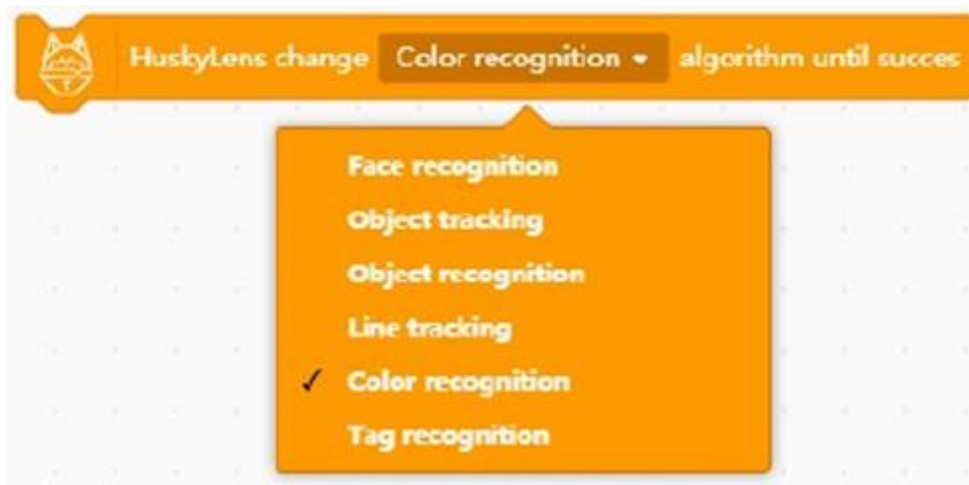 HuskyLens change Color recognition algorithm until succes
Face recognition
Object tracking
Object recognition
Line tracking
Color recognition
Tag recognition